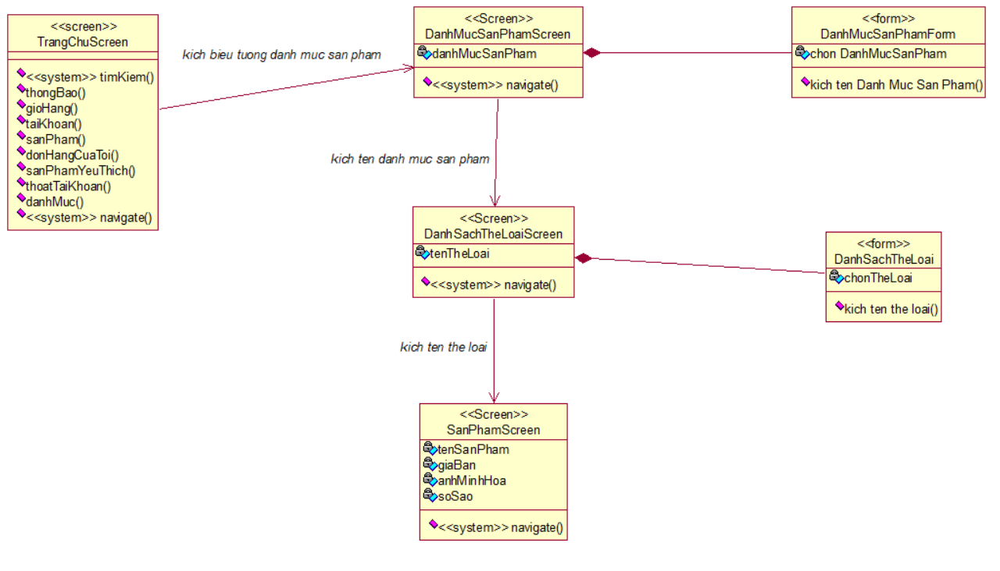 <<screen>>
TrangChuScreen
<<system>> timKiem()
thongBao()
gioHang()
taiKhoan()
sanPham()
donHangCuaToi()
sanPhamYeuThich()
thoatTaiKhoan()
danhMuc()
<<system>> navigate()
kich bieu tuong danh muc san pham
<<Screen>>
DanhMucSanPhamScreen
danhMucSanPham
<<system>> navigate()
<<form>>
DanhMucSanPhamForm
chon DanhMucSanPham
kich ten Danh Muc San Pham()
kich ten danh muc san pham
<<Screen>>
DanhSachTheLoaiScreen
tenTheLoai
<<system>> navigate()
<<form>>
DanhSachTheLoai
chonTheLoai
kich ten the loai()
kich ten the loai
<<Screen>>
SanPhamScreen
tenSanPham
giaBan
anhMinhHoa
soSao
<<system>> navigate()